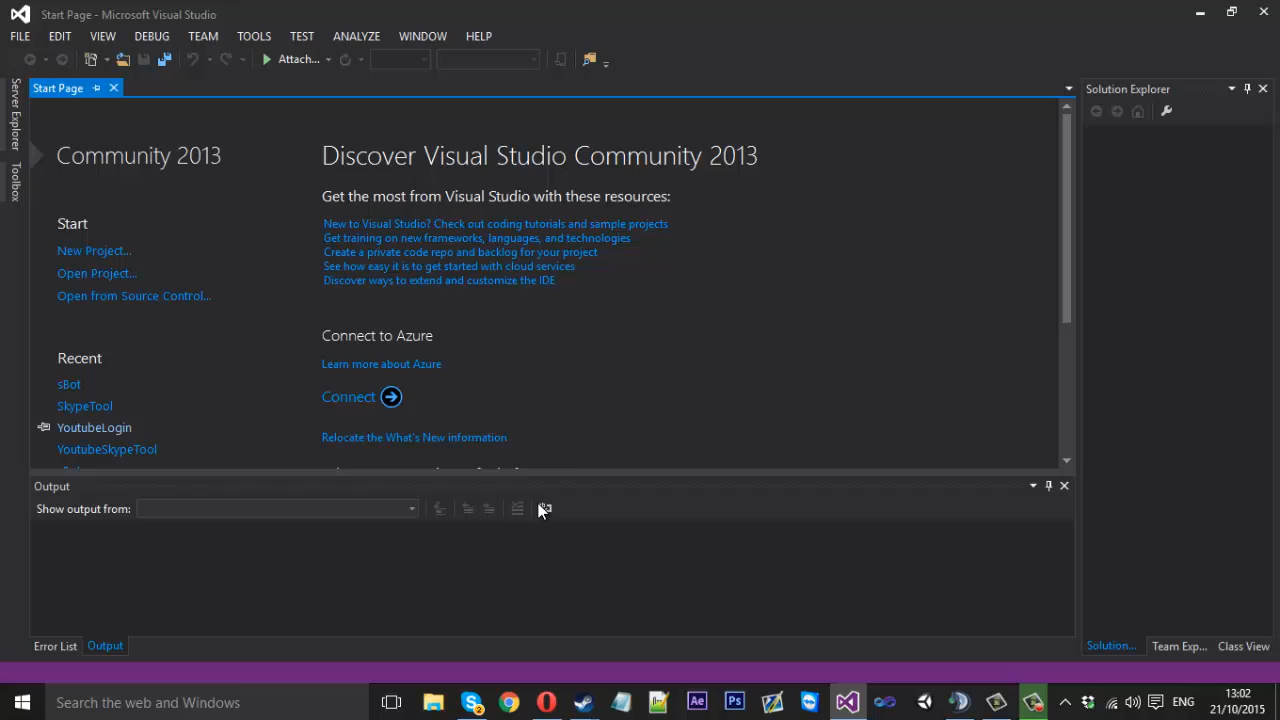 Start Page - Microsoft Visual Studio
FILE EDIT VIEW DEBUG TEAM TOOLS TEST ANALYZE WINDOW HELP
Attach...
Server Explorer
Toolbox
Start Page
Community 2013
Start
New Project...
Open Project...
Open from Source Control...
Recent
sBot
SkypeTool
YoutubeLogin
YoutubeSkypeTool
Discover Visual Studio Community 2013
Get the most from Visual Studio with these resources:
New to Visual Studio? Check out coding tutorials and sample projects
Get training on new frameworks, languages, and technologies
Create a private code repo and backlog for your project
See how easy it is to get started with cloud services
Discover ways to extend and customize the IDE
Connect to Azure
Learn more about Azure
Connect
Relocate the What's New information
Solution Explorer
Output
Show output from:
Error List Output
Solution... Team Exp... Class View
Search the web and Windows
2
Ae
Ps
ENG
13:02
21/10/2015